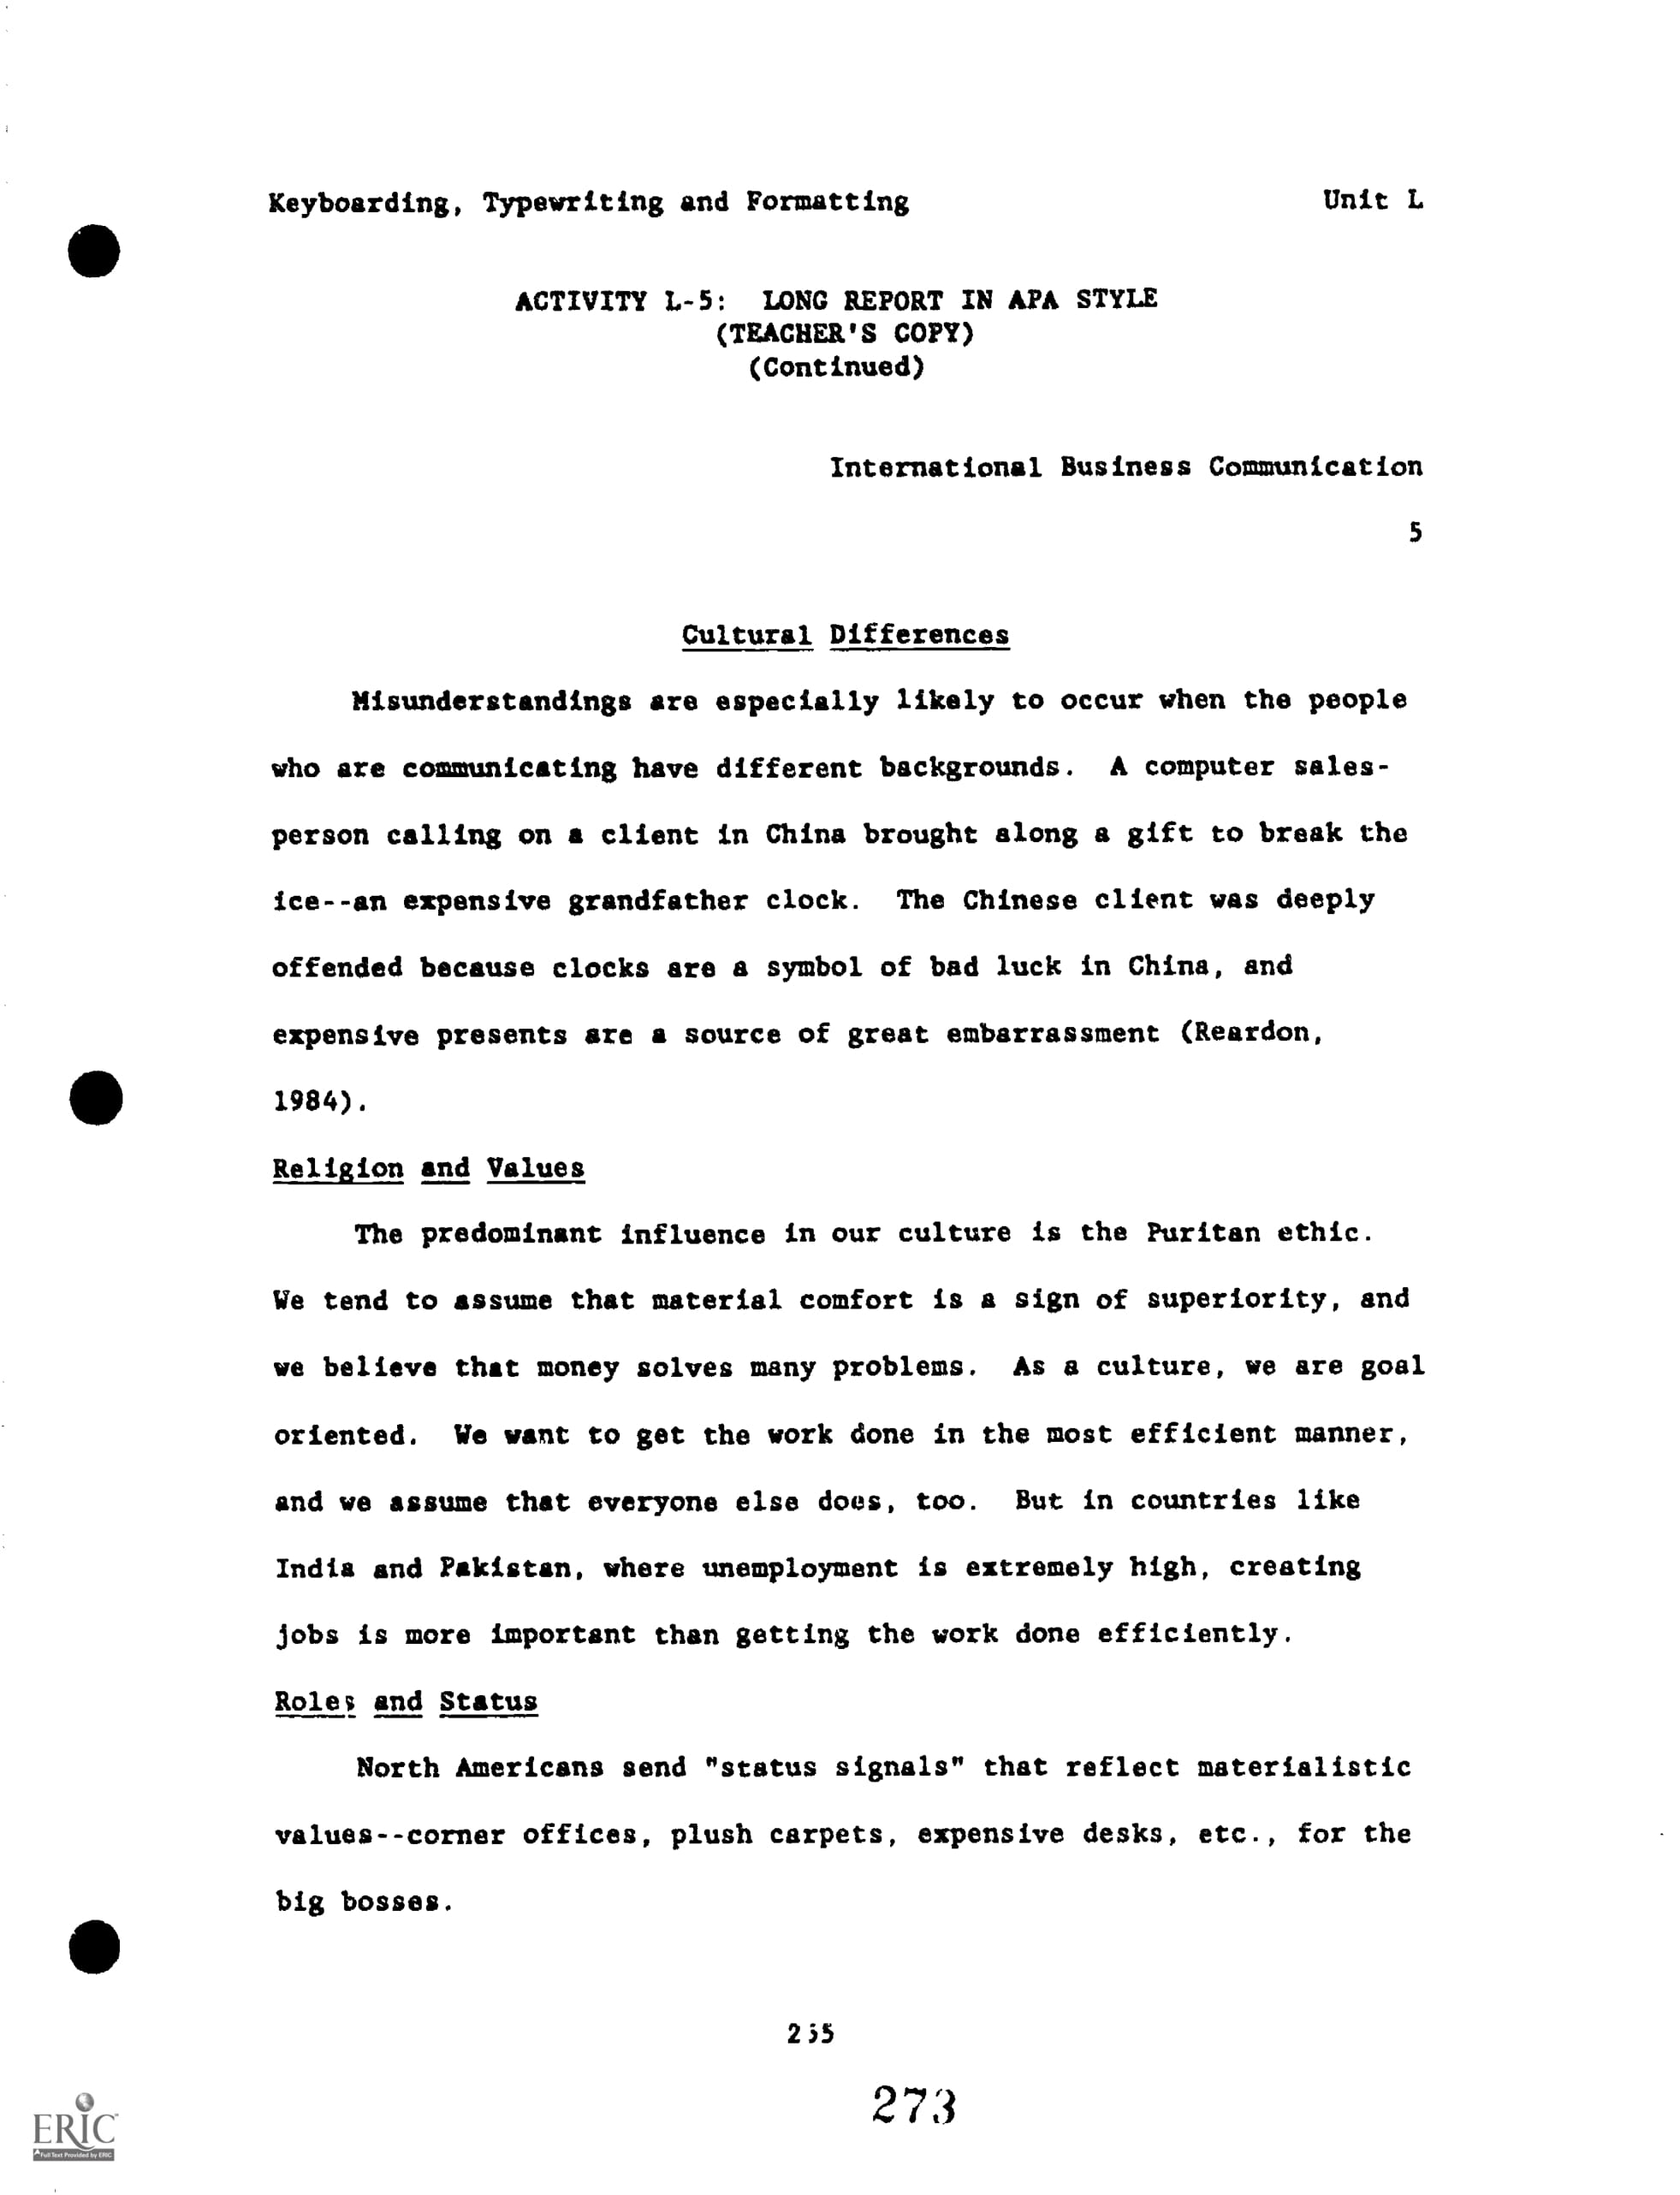 Keyboarding, Typewriting and Formatting Unit L
ACTIVITY L-5: LONG REPORT IN APA STYLE
(TEACHER'S COPY)
(Continued)
International Business Communication
5
Cultural Differences
Misunderstandings are especially likely to occur when the people
who are communicating have different backgrounds. A computer sales-
person calling on a client in China brought along a gift to break the
ice--an expensive grandfather clock. The Chinese client was deeply
offended because clocks are a symbol of bad luck in China, and
expensive presents are a source of great embarrassment (Reardon,
1984).
Religion and Values
The predominant influence in our culture is the Puritan ethic.
We tend to assume that material comfort is a sign of superiority, and
we believe that money solves many problems. As a culture, we are goal
oriented. We want to get the work done in the most efficient manner,
and we assume that everyone else does, too. But in countries like
India and Pakistan, where unemployment is extremely high, creating
jobs is more important than getting the work done efficiently.
Roles and Status
North Americans send "status signals" that reflect materialistic
values--corner offices, plush carpets, expensive desks, etc., for the
big bosses.
273
ERIC
Full Text Provided by ERIC